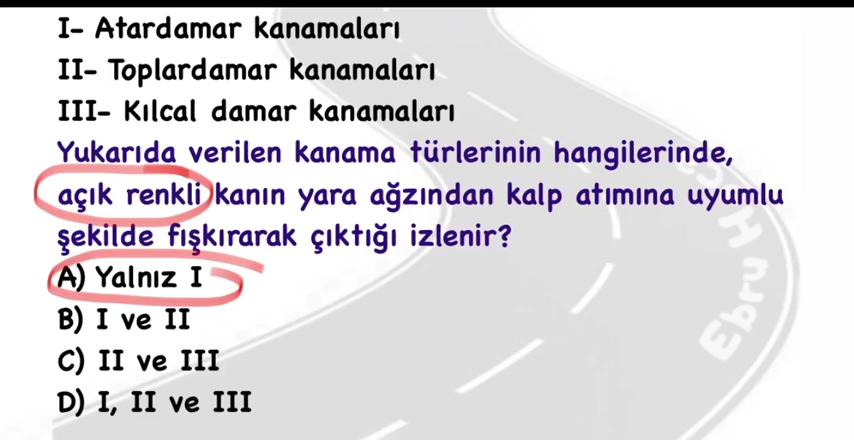 I- Atardamar kanamaları
II- Toplardamar kanamaları
III- Kılcal damar kanamaları
Yukarıda verilen kanama türlerinin hangilerinde,
açık renkli kanın yara ağzından kalp atımına uyumlu
şekilde fışkırarak çıktığı izlenir?
A) Yalnız I
B) I ve II
C) II ve III
D) I, II ve III
Ebru